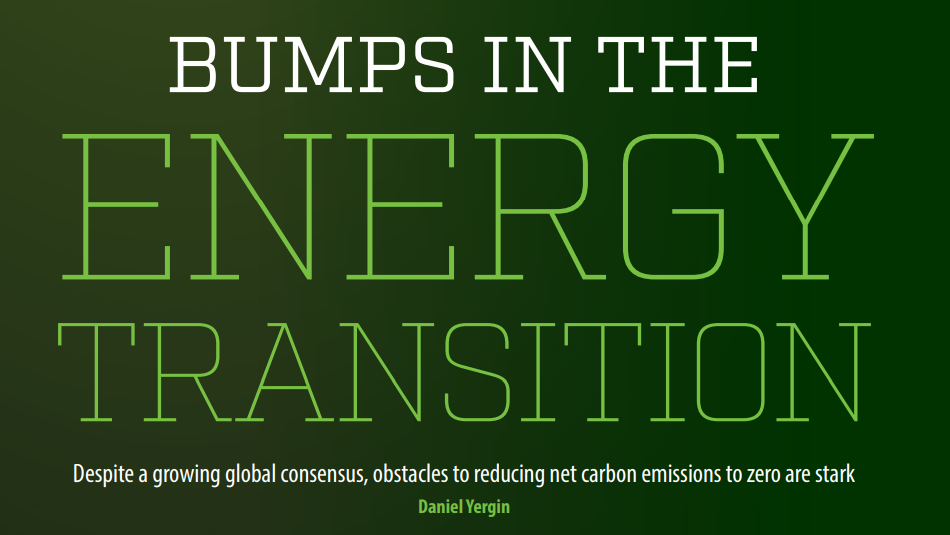 BUMPS IN THE
ENERGY
TRANSITION
Despite a growing global consensus, obstacles to reducing net carbon emissions to zero are stark
Daniel Yergin